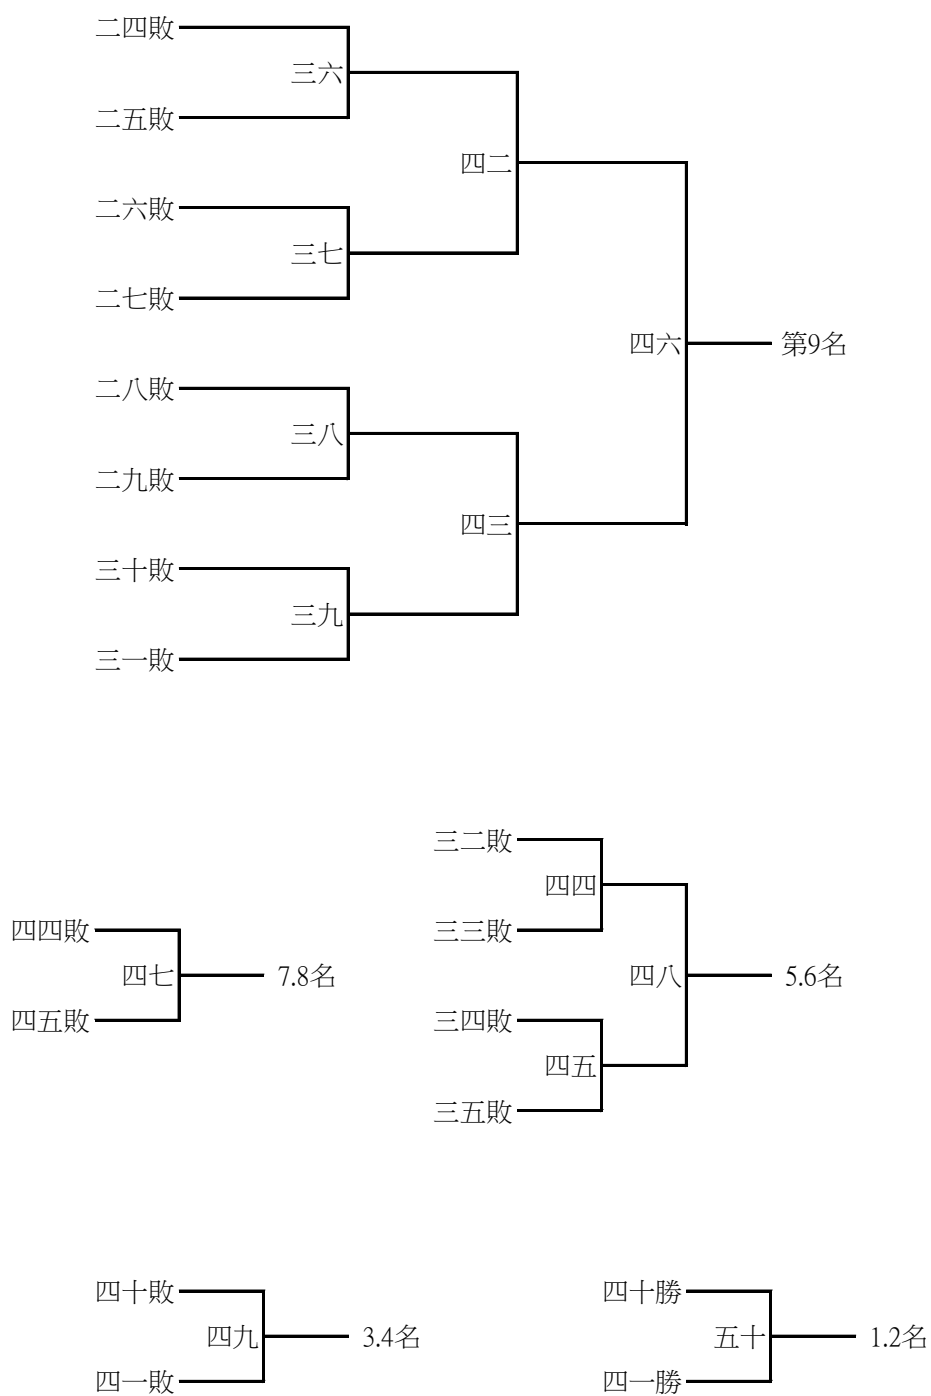 二四敗
三六
二五敗
四二
二六敗
三七
二七敗
四六
第9名
二八敗
三八
二九敗
四三
三十敗
三九
三一敗
三二敗
四四
四四敗
三三敗
四七
7.8名
四八
5.6名
四五敗
三四敗
四五
三五敗
四十敗
四十勝
四九
3.4名
五十
1.2名
四一敗
四一勝